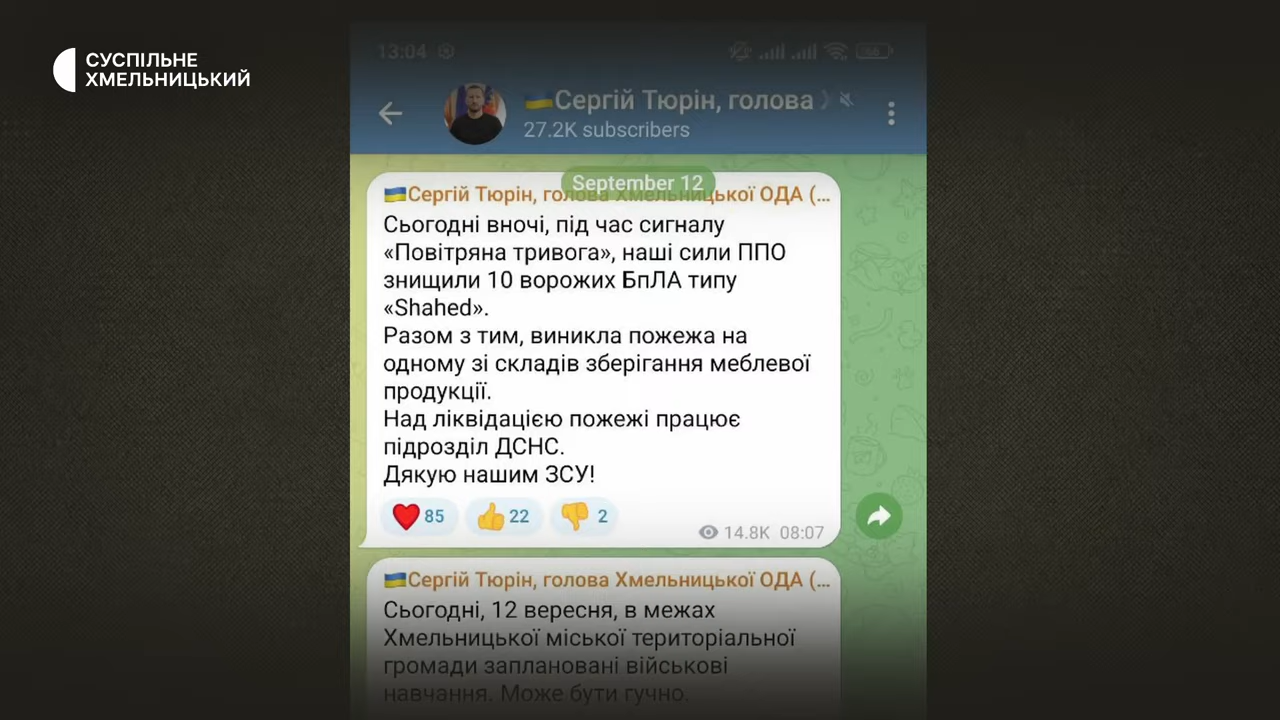 СУСПІЛЬНЕ
ХМЕЛЬНИЦЬКИЙ
13:04
66
🇺🇦Сергій Тюрін, голова
27.2K subscribers
September 12
🇺🇦Сергій Тюрін, голова Хмельницької ОДА (...
Сьогодні вночі, під час сигналу
«Повітряна тривога», наші сили ППО
знищили 10 ворожих БпЛА типу
«Shahed».
Разом з тим, виникла пожежа на
одному зі складів зберігання меблевої
продукції.
Над ліквідацією пожежі працює
підрозділ ДСНС.
Дякую нашим ЗСУ!
❤️ 85 👍 22 👎 2
14.8K 08:07
🇺🇦Сергій Тюрін, голова Хмельницької ОДА (...
Сьогодні, 12 вересня, в межах
Хмельницької міської територіальної
громади заплановані військові
навчання. Може бути гучно.